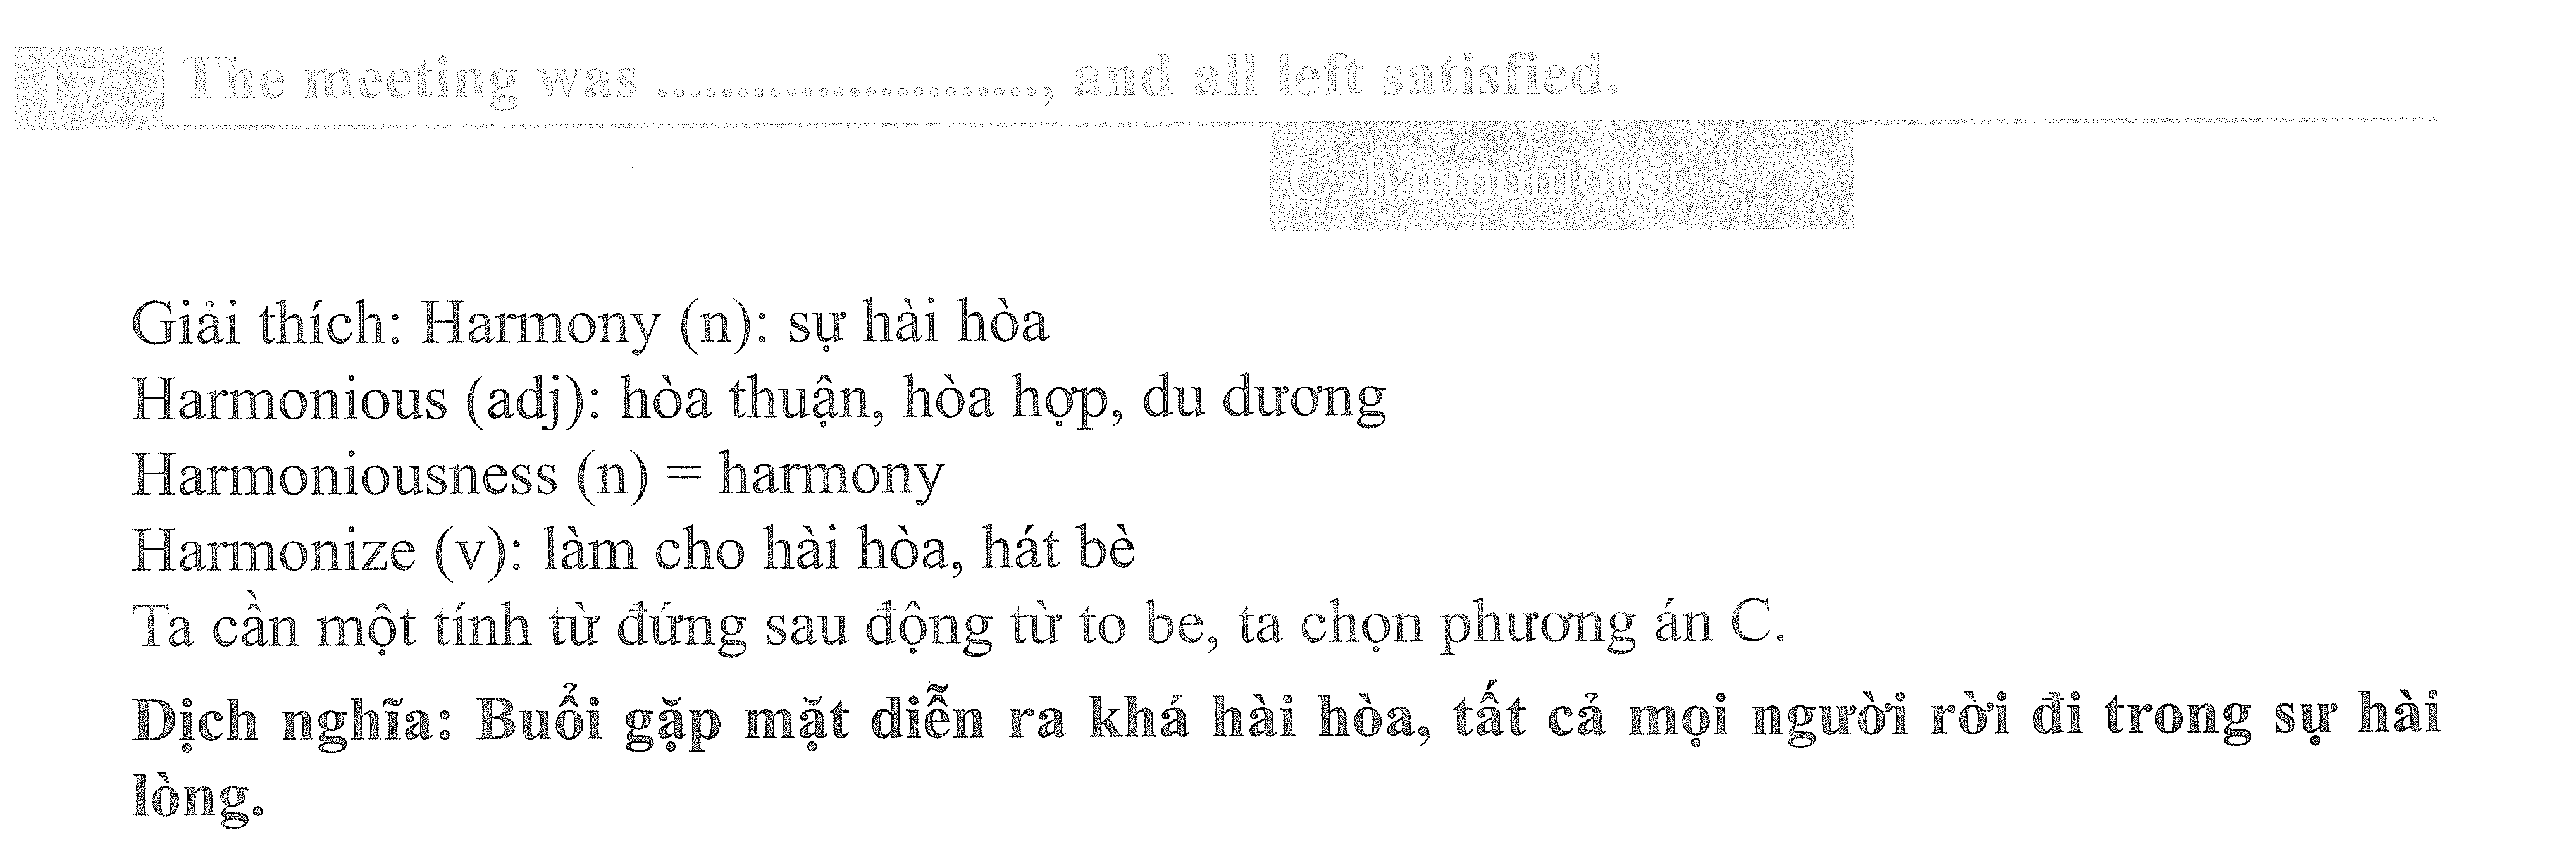 17 The meeting was ........................, and all left satisfied.
C. harmonious
Giải thích: Harmony (n): sự hài hòa
Harmonious (adj): hòa thuận, hòa hợp, du dương
Harmoniousness (n) = harmony
Harmonize (v): làm cho hài hòa, hát bè
Ta cần một tính từ đứng sau động từ to be, ta chọn phương án C.
Dịch nghĩa: Buổi gặp mặt diễn ra khá hài hòa, tất cả mọi người rời đi trong sự hài
lòng.